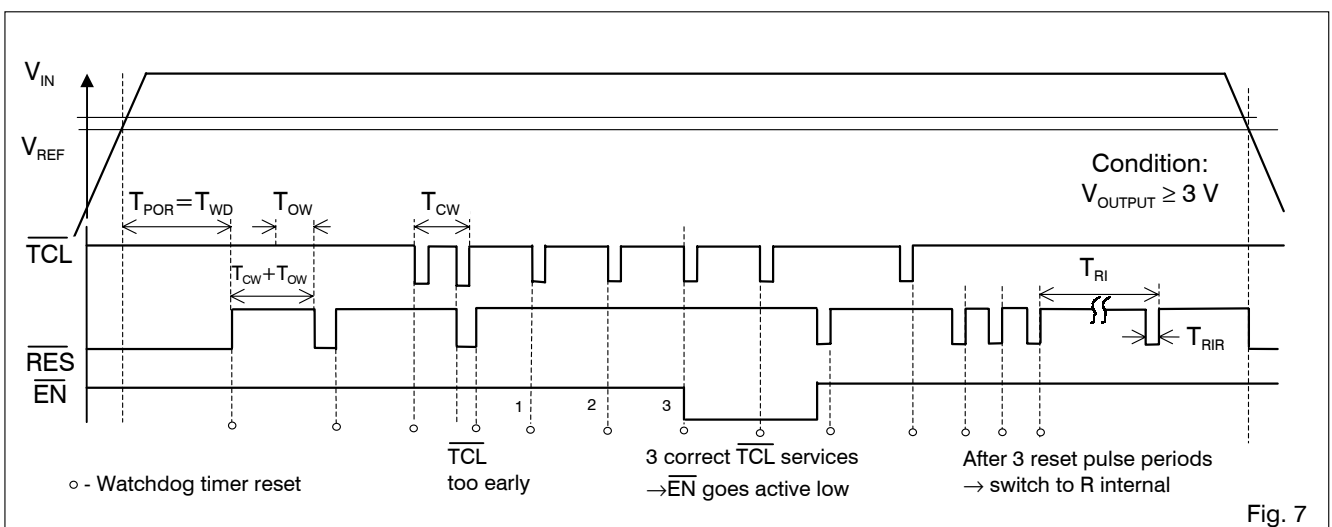 V_IN
V_REF
Condition:
V_OUTPUT ≥ 3 V
T_POR=T_WD
T_OW
T_CW
TCL
T_CW+T_OW
T_RI
T_RIR
RES
EN
1
2
3
TCL
too early
3 correct TCL services
→EN goes active low
After 3 reset pulse periods
→ switch to R internal
○ - Watchdog timer reset
Fig. 7